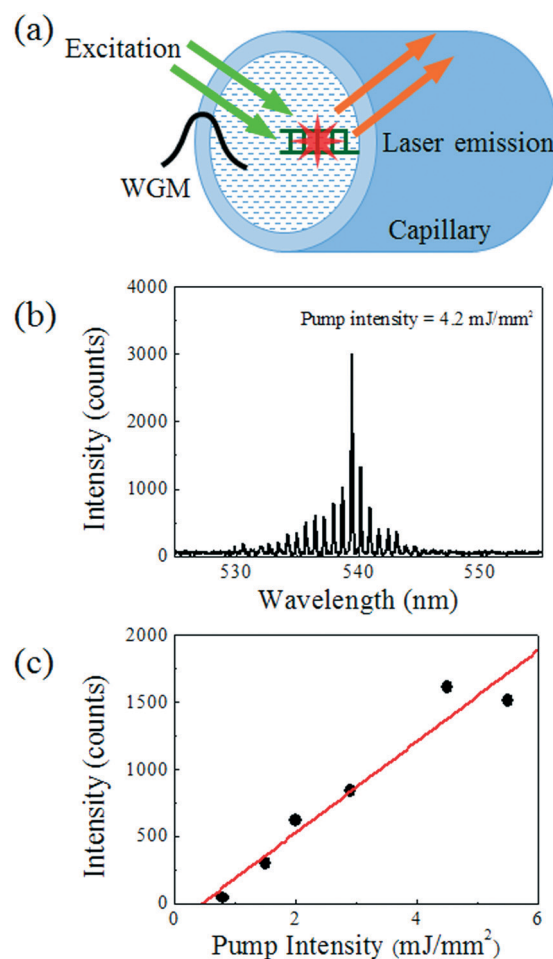 (a)
Excitation
WGM
Laser emission
Capillary
(b)
Pump intensity = 4.2 mJ/mm²
4000
3000
2000
1000
0
Intensity (counts)
530 540 550
Wavelength (nm)
(c)
2000
1500
1000
500
0
Intensity (counts)
0 2 4 6
Pump Intensity (mJ/mm²)